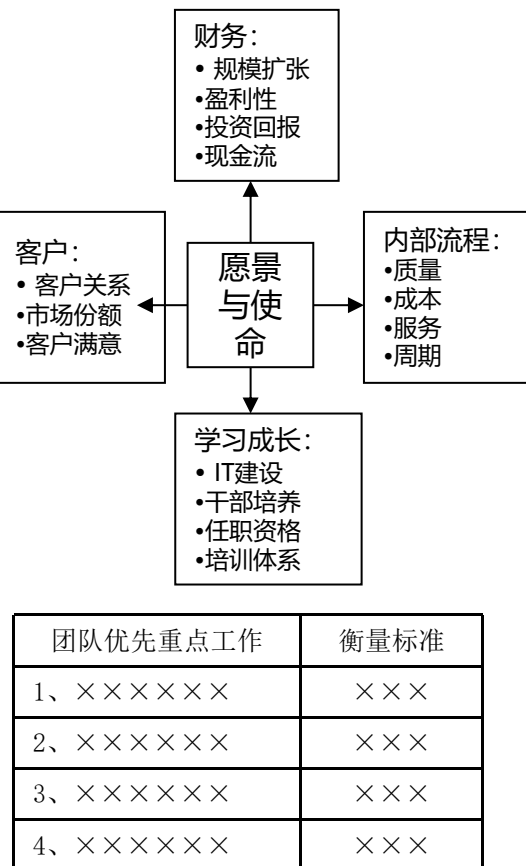 财务：
• 规模扩张
•盈利性
•投资回报
•现金流
客户：
• 客户关系
•市场份额
•客户满意
愿景
与使
命
内部流程：
•质量
•成本
•服务
•周期
学习成长：
• IT建设
•干部培养
•任职资格
•培训体系
团队优先重点工作 衡量标准
1、×××××× ×××
2、×××××× ×××
3、×××××× ×××
4、×××××× ×××